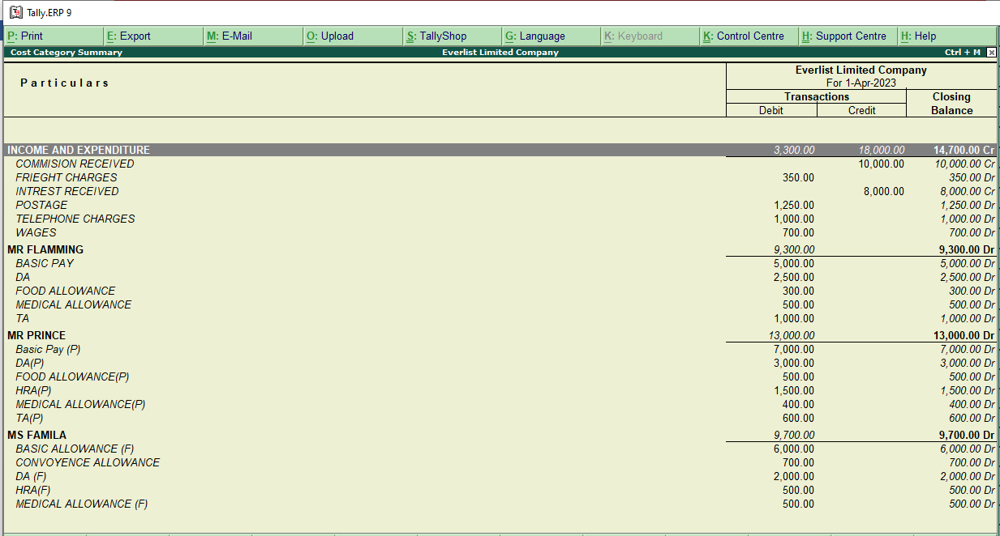 Tally.ERP 9
P: Print E: Export M: E-Mail O: Upload S: TallyShop G: Language K: Keyboard K: Control Centre H: Support Centre H: Help
Cost Category Summary Everlist Limited Company Ctrl + M
Particulars
Everlist Limited Company
For 1-Apr-2023
Transactions Closing
Debit Credit Balance
INCOME AND EXPENDITURE 3,300.00 18,000.00 14,700.00 Cr
COMMISION RECEIVED 10,000.00 10,000.00 Cr
FRIEGHT CHARGES 350.00 350.00 Dr
INTREST RECEIVED 8,000.00 8,000.00 Cr
POSTAGE 1,250.00 1,250.00 Dr
TELEPHONE CHARGES 1,000.00 1,000.00 Dr
WAGES 700.00 700.00 Dr
MR FLAMMING 9,300.00 9,300.00 Dr
BASIC PAY 5,000.00 5,000.00 Dr
DA 2,500.00 2,500.00 Dr
FOOD ALLOWANCE 300.00 300.00 Dr
MEDICAL ALLOWANCE 500.00 500.00 Dr
TA 1,000.00 1,000.00 Dr
MR PRINCE 13,000.00 13,000.00 Dr
Basic Pay (P) 7,000.00 7,000.00 Dr
DA(P) 3,000.00 3,000.00 Dr
FOOD ALLOWANCE(P) 500.00 500.00 Dr
HRA(P) 1,500.00 1,500.00 Dr
MEDICAL ALLOWANCE(P) 400.00 400.00 Dr
TA(P) 600.00 600.00 Dr
MS FAMILA 9,700.00 9,700.00 Dr
BASIC ALLOWANCE (F) 6,000.00 6,000.00 Dr
CONVOYENCE ALLOWANCE 700.00 700.00 Dr
DA (F) 2,000.00 2,000.00 Dr
HRA(F) 500.00 500.00 Dr
MEDICAL ALLOWANCE (F) 500.00 500.00 Dr